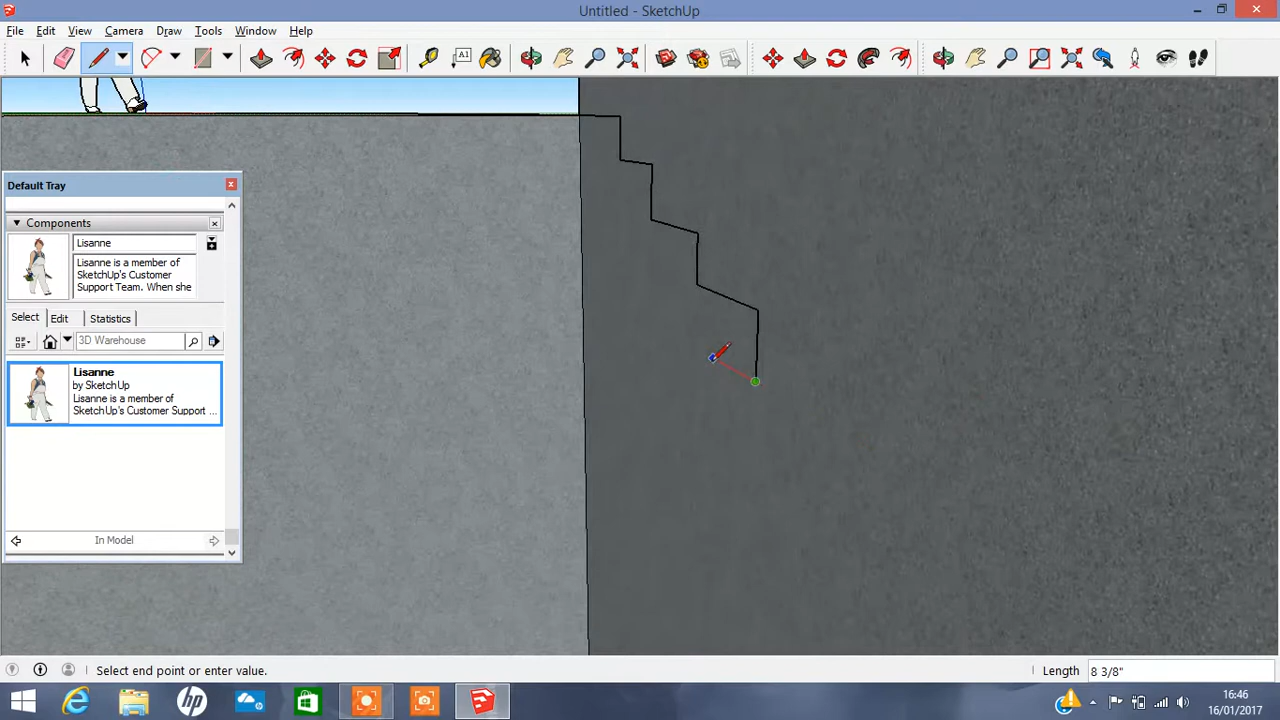 Untitled - SketchUp
File Edit View Camera Draw Tools Window Help
A1
Default Tray
Components
Lisanne
Lisanne is a member of
SketchUp's Customer
Support Team. When she
Select Edit Statistics
3D Warehouse
Lisanne
by SketchUp
Lisanne is a member of
SketchUp's Customer Support ...
In Model
Select end point or enter value.
Length 8 3/8"
16:46
16/01/2017